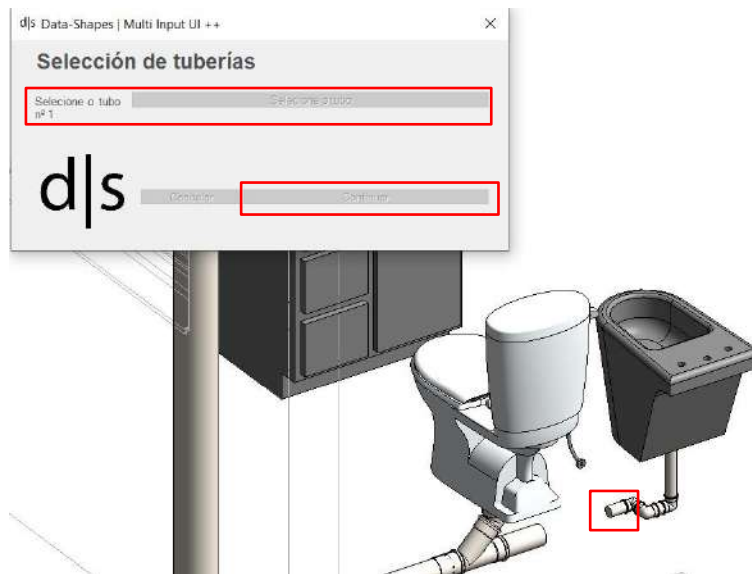 d|s Data-Shapes | Multi Input UI ++
Selección de tuberías
Selecione o tubo
nº 1
Selecione o tubo
d|s
Cancelar
Continuar